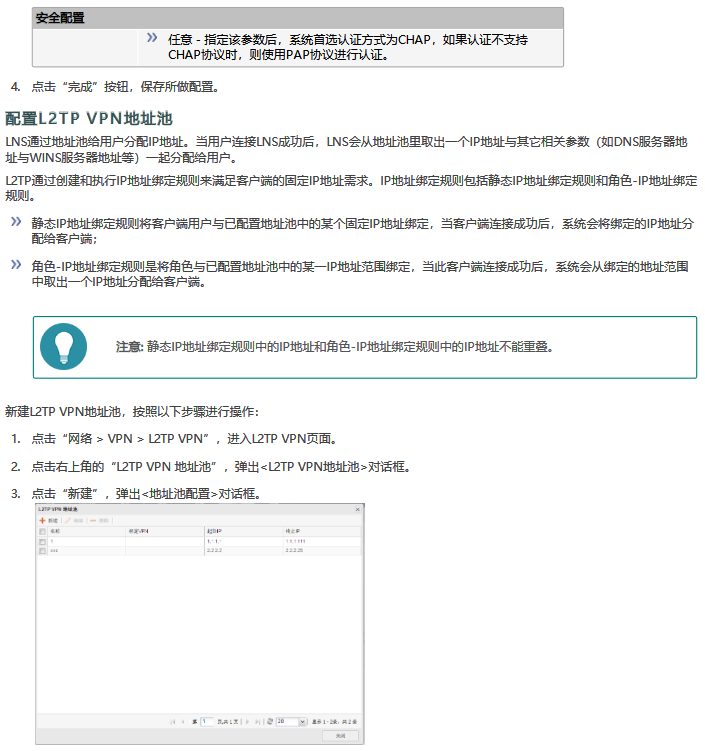 安全配置
任意 - 指定该参数后，系统首选认证方式为CHAP，如果认证不支持
CHAP协议时，则使用PAP协议进行认证。
4. 点击“完成”按钮，保存所做配置。
配置L2TP VPN地址池
LNS通过地址池给用户分配IP地址。当用户连接LNS成功后，LNS会从地址池里取出一个IP地址与其它相关参数（如DNS服务器地
址与WINS服务器地址等）一起分配给用户。
L2TP通过创建和执行IP地址绑定规则来满足客户端的固定IP地址需求。IP地址绑定规则包括静态IP地址绑定规则和角色-IP地址绑定
规则。
静态IP地址绑定规则将客户端用户与已配置地址池中的某个固定IP地址绑定，当客户端连接成功后，系统会将绑定的IP地址分
配给客户端；
角色-IP地址绑定规则是将角色与已配置地址池中的某一IP地址范围绑定，当此客户端连接成功后，系统会从绑定的地址范围
中取出一个IP地址分配给客户端。
注意: 静态IP地址绑定规则中的IP地址和角色-IP地址绑定规则中的IP地址不能重叠。
新建L2TP VPN地址池，按照以下步骤进行操作：
1. 点击“网络 > VPN > L2TP VPN”，进入L2TP VPN页面。
2. 点击右上角的“L2TP VPN 地址池”，弹出<L2TP VPN地址池>对话框。
3. 点击“新建”，弹出<地址池配置>对话框。
L2TP VPN 地址池
新建 编辑 删除
名称 绑定VPN 起始IP 终止IP
1 1.1.1.1
2.2.2.2
第 1 页,共 1 页 20 显示 1 - 2条，共 2 条
关闭